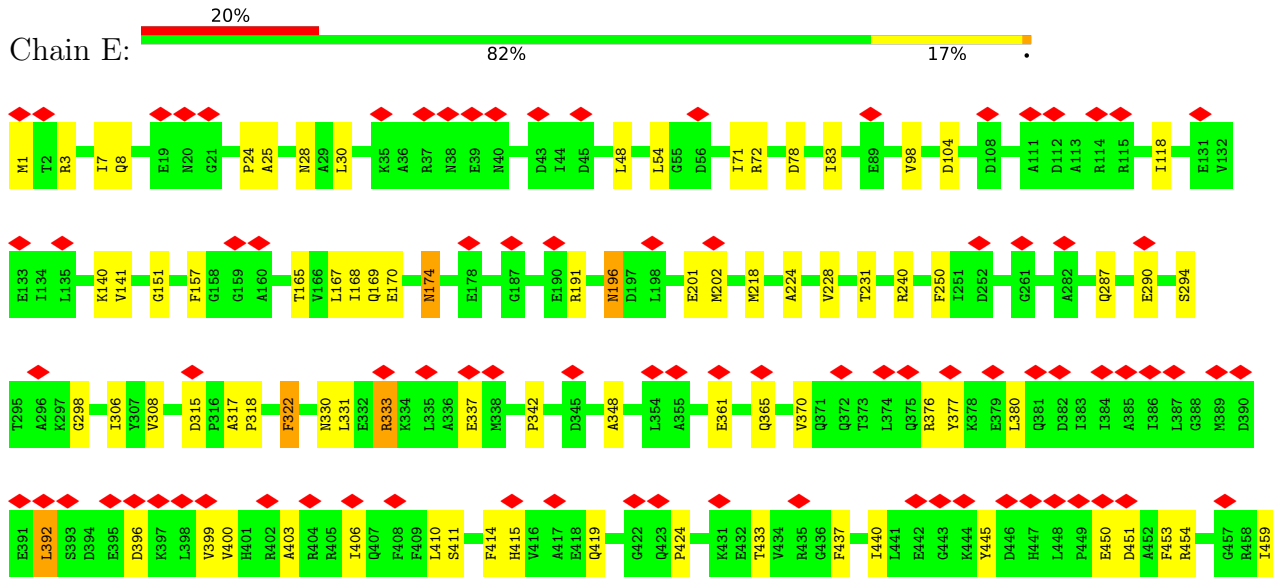 20%
Chain E:
82% 17% •
M1 T2 R3 I7 Q8 E19 N20 G21 P24 A25 N28 A29 L30 K35 A36 R37 N38 E39 N40 D43 I44 D45 L48 L54 G55 D56 I71 R72 D78 I83 E89 V98 D104 D108 A111 D112 A113 R114 R115 I118 E131 V132
E133 I134 L135 K140 V141 G151 F157 G158 G159 A160 T165 V166 L167 I168 Q169 E170 N174 E178 G187 E190 R191 N196 D197 L198 E201 M202 M218 A224 V228 T231 R240 F250 I251 D252 G261 A282 Q287 E290 S294
T295 A296 K297 G298 I306 Y307 V308 D315 P316 A317 P318 F322 N330 L331 E332 R333 K334 L335 A336 E337 M338 P342 D345 A348 L354 A355 E361 Q365 V370 Q371 Q372 T373 L374 Q375 R376 Y377 K378 E379 L380 Q381 D382 I383 I384 A385 I386 L387 G388 M389 D390
E391 L392 S393 D394 E395 D396 K397 L398 V399 V400 H401 R402 A403 R404 R405 I406 Q407 F408 F409 L410 S411 F414 H415 V416 A417 E418 Q419 G422 Q423 P424 K431 E432 T433 V434 R435 G436 F437 I440 L441 E442 G443 K444 Y445 D446 H447 L448 P449 E450 D451 A452 F453 R454 G457 R458 I459